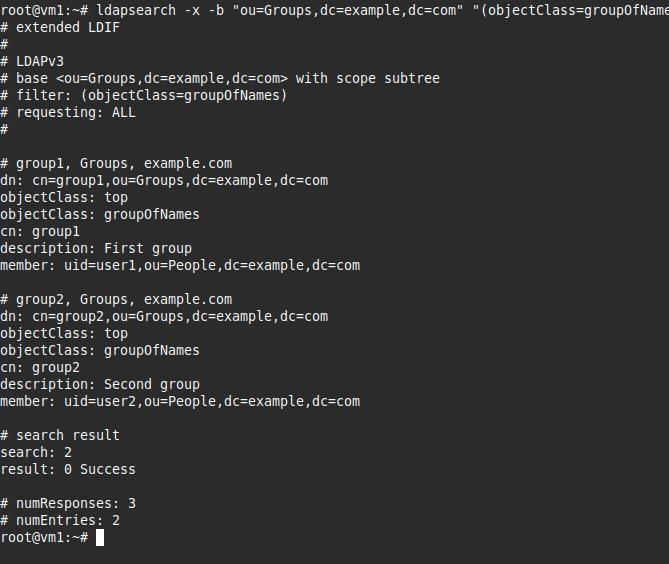 root@vm1:~# ldapsearch -x -b "ou=Groups,dc=example,dc=com" "(objectClass=groupOfName
# extended LDIF
#
# LDAPv3
# base <ou=Groups,dc=example,dc=com> with scope subtree
# filter: (objectClass=groupOfNames)
# requesting: ALL
#
# group1, Groups, example.com
dn: cn=group1,ou=Groups,dc=example,dc=com
objectClass: top
objectClass: groupOfNames
cn: group1
description: First group
member: uid=user1,ou=People,dc=example,dc=com
# group2, Groups, example.com
dn: cn=group2,ou=Groups,dc=example,dc=com
objectClass: top
objectClass: groupOfNames
cn: group2
description: Second group
member: uid=user2,ou=People,dc=example,dc=com
# search result
search: 2
result: 0 Success
# numResponses: 3
# numEntries: 2
root@vm1:~#